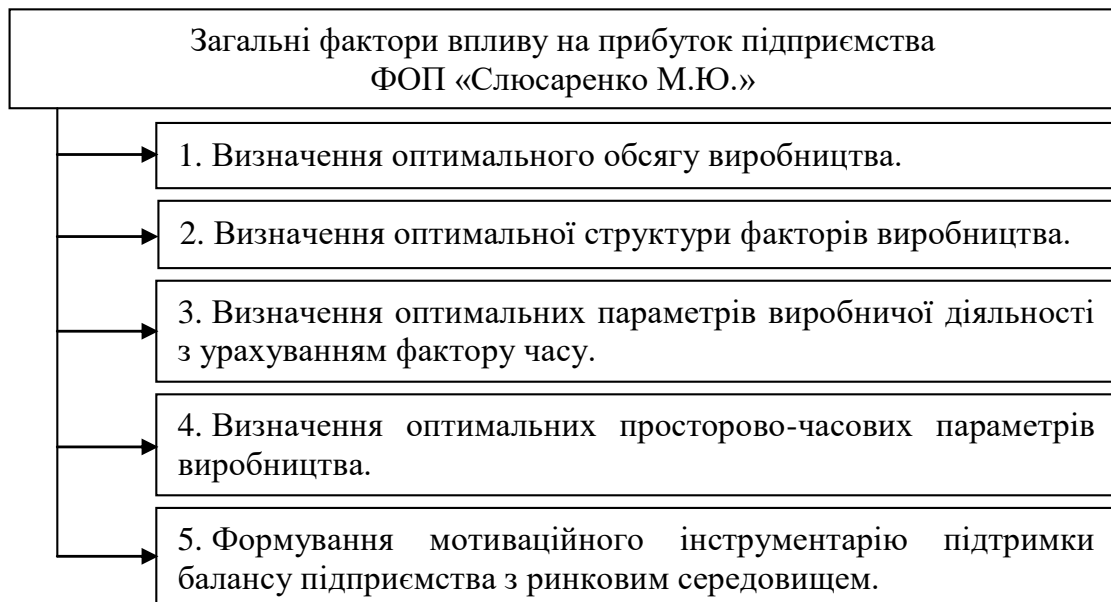 Загальні фактори впливу на прибуток підприємства
ФОП «Слюсаренко М.Ю.»
1. Визначення оптимального обсягу виробництва.
2. Визначення оптимальної структури факторів виробництва.
3. Визначення оптимальних параметрів виробничої діяльності
з урахуванням фактору часу.
4. Визначення оптимальних просторово-часових параметрів
виробництва.
5. Формування мотиваційного інструментарію підтримки
балансу підприємства з ринковим середовищем.